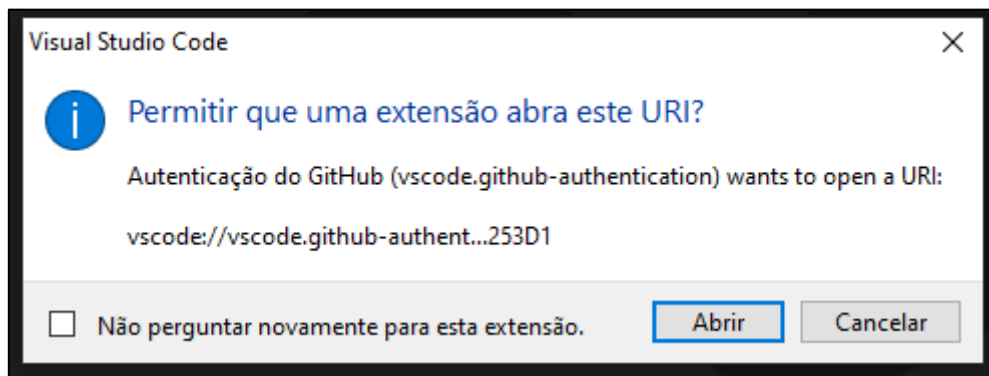 Visual Studio Code
Permitir que uma extensão abra este URI?
Autenticação do GitHub (vscode.github-authentication) wants to open a URI:
vscode://vscode.github-authent...253D1
Não perguntar novamente para esta extensão.
Abrir
Cancelar